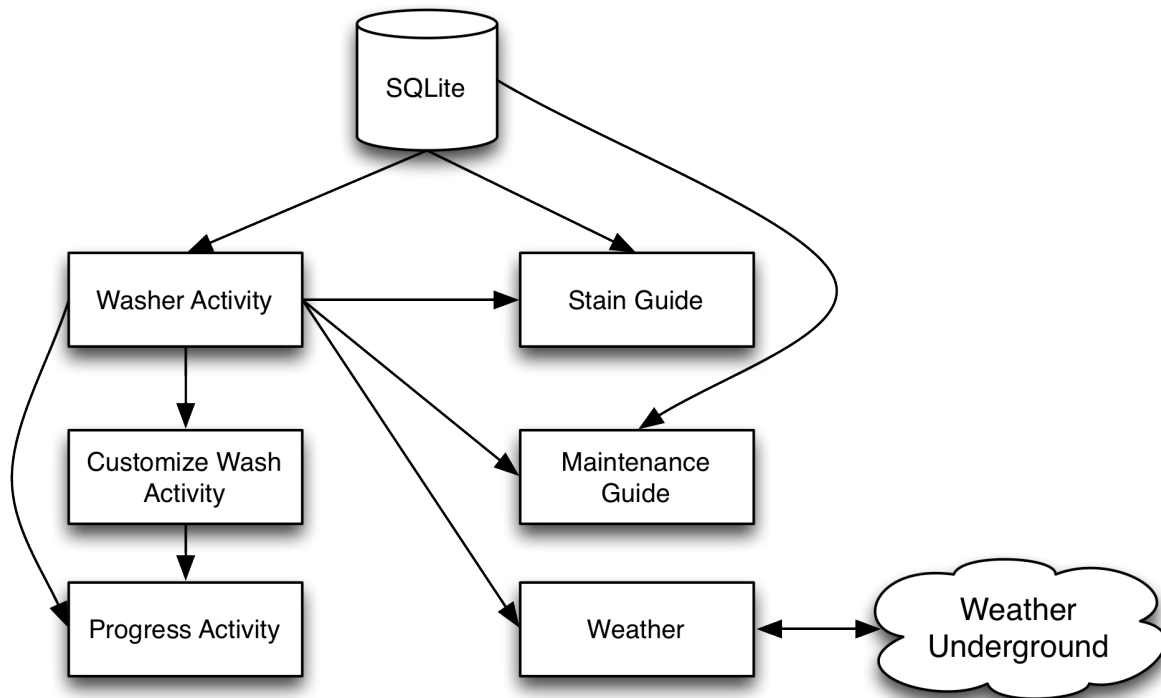 SQLite
Washer Activity
Stain Guide
Customize Wash
Activity
Maintenance
Guide
Progress Activity
Weather
Weather
Underground